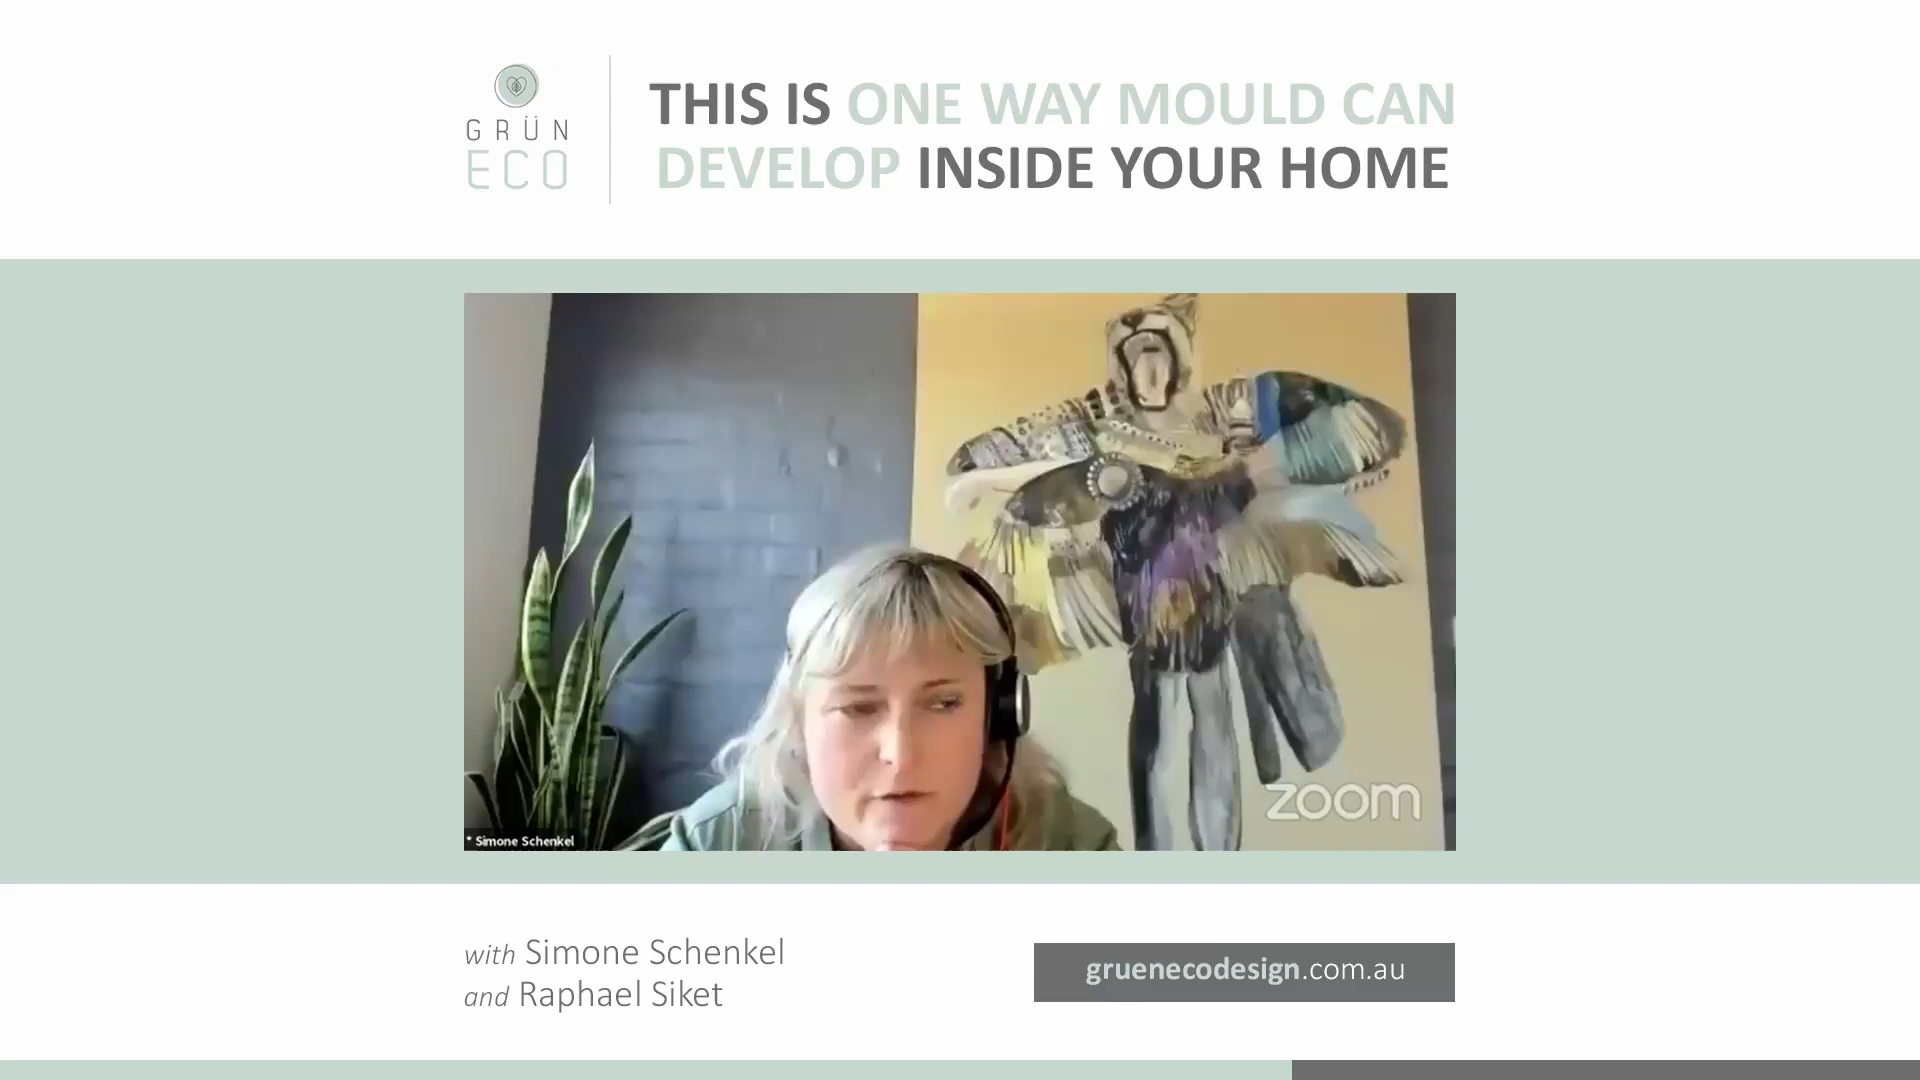 GRÜN
ECO
THIS IS ONE WAY MOULD CAN
DEVELOP INSIDE YOUR HOME
zoom
* Simone Schenkel
with Simone Schenkel
and Raphael Siket
gruenecodesign.com.au